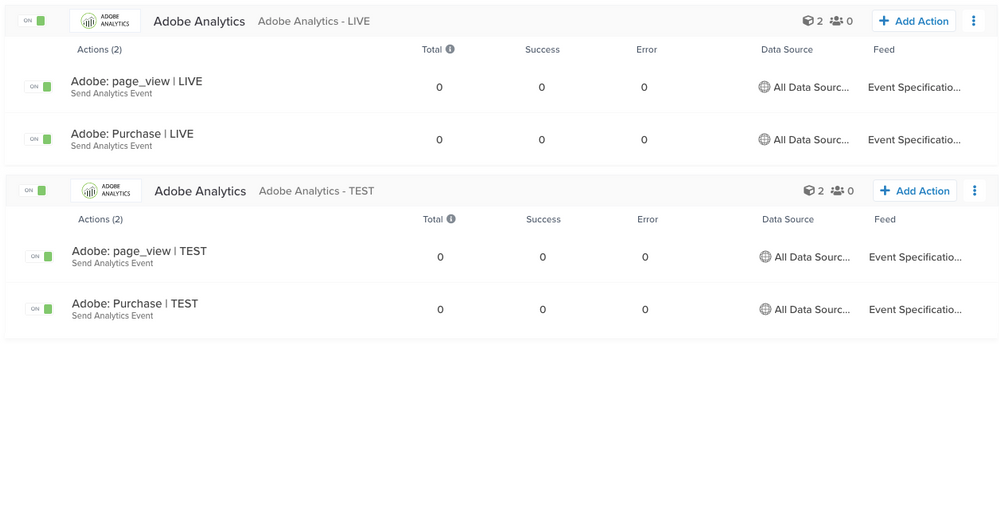 ON ADOBE ANALYTICS Adobe Analytics Adobe Analytics - LIVE 2 0 + Add Action
Actions (2) Total Success Error Data Source Feed
ON Adobe: page_view | LIVE 0 0 0 All Data Sourc... Event Specificatio...
Send Analytics Event
ON Adobe: Purchase | LIVE 0 0 0 All Data Sourc... Event Specificatio...
Send Analytics Event
ON ADOBE ANALYTICS Adobe Analytics Adobe Analytics - TEST 2 0 + Add Action
Actions (2) Total Success Error Data Source Feed
ON Adobe: page_view | TEST 0 0 0 All Data Sourc... Event Specificatio...
Send Analytics Event
ON Adobe: Purchase | TEST 0 0 0 All Data Sourc... Event Specificatio...
Send Analytics Event